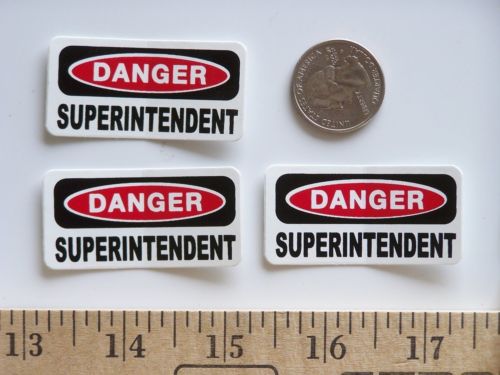 DANGER
SUPERINTENDENT
DANGER
SUPERINTENDENT
DANGER
SUPERINTENDENT
13 14 15 16 17